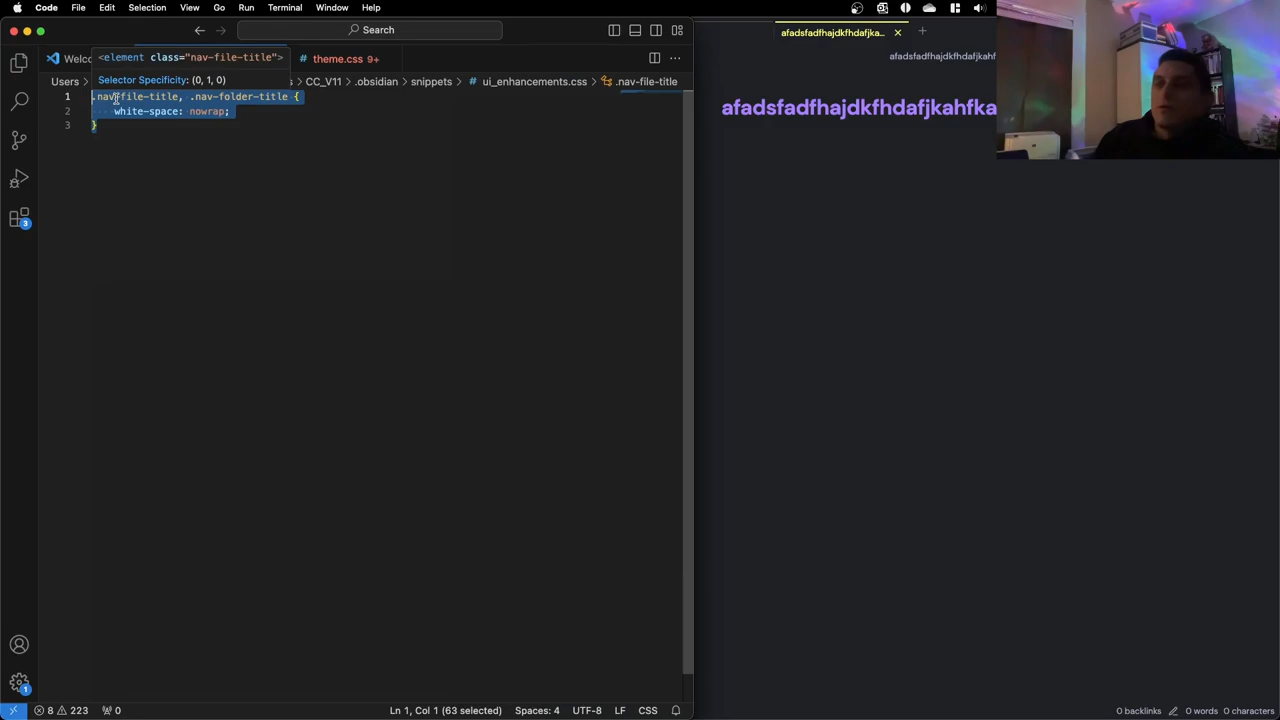 Code File Edit Selection View Go Run Terminal Window Help
Search
Welc
theme.css 9+
<element class="nav-file-title">
Selector Specificity: (0, 1, 0)
Users
CC_V11 > .obsidian > snippets > # ui_enhancements.css > .nav-file-title
1 .nav-file-title, .nav-folder-title {
2 white-space: nowrap;
3 }
3
1
8 223 0
Ln 1, Col 1 (63 selected) Spaces: 4 UTF-8 LF CSS
afadsfadfhajdkfhdafjka...
afadsfadfhajdkfhdafjkahf
afadsfadfhajdkfhdafjkahfka
0 backlinks 0 words 0 characters